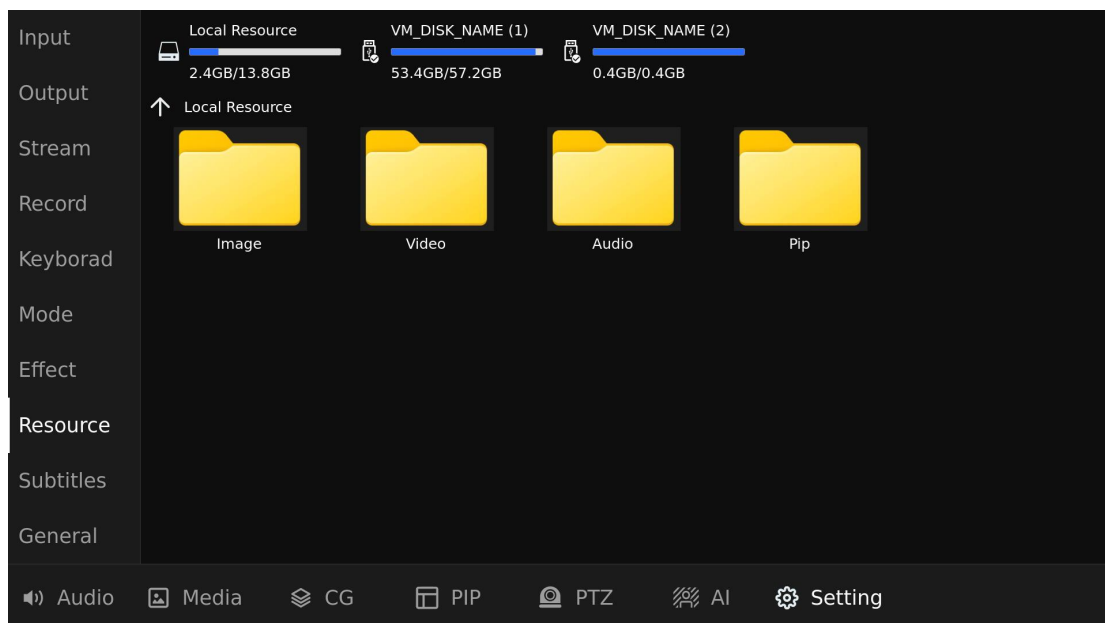 Input
Output
Stream
Record
Keyborad
Mode
Effect
Resource
Subtitles
General
Local Resource
2.4GB/13.8GB
VM_DISK_NAME (1)
53.4GB/57.2GB
VM_DISK_NAME (2)
0.4GB/0.4GB
Local Resource
Image
Video
Audio
Pip
Audio
Media
CG
PIP
PTZ
AI
Setting